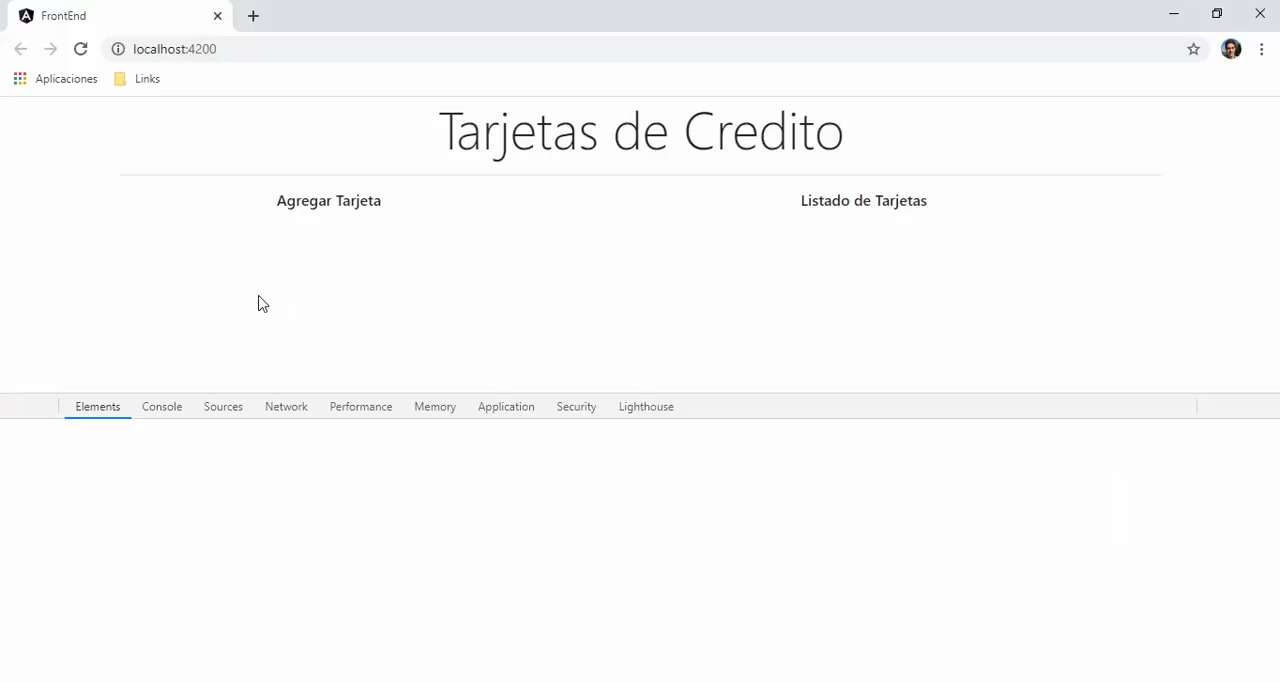 FrontEnd
localhost:4200
Aplicaciones Links
Tarjetas de Credito
Agregar Tarjeta Listado de Tarjetas
Elements Console Sources Network Performance Memory Application Security Lighthouse